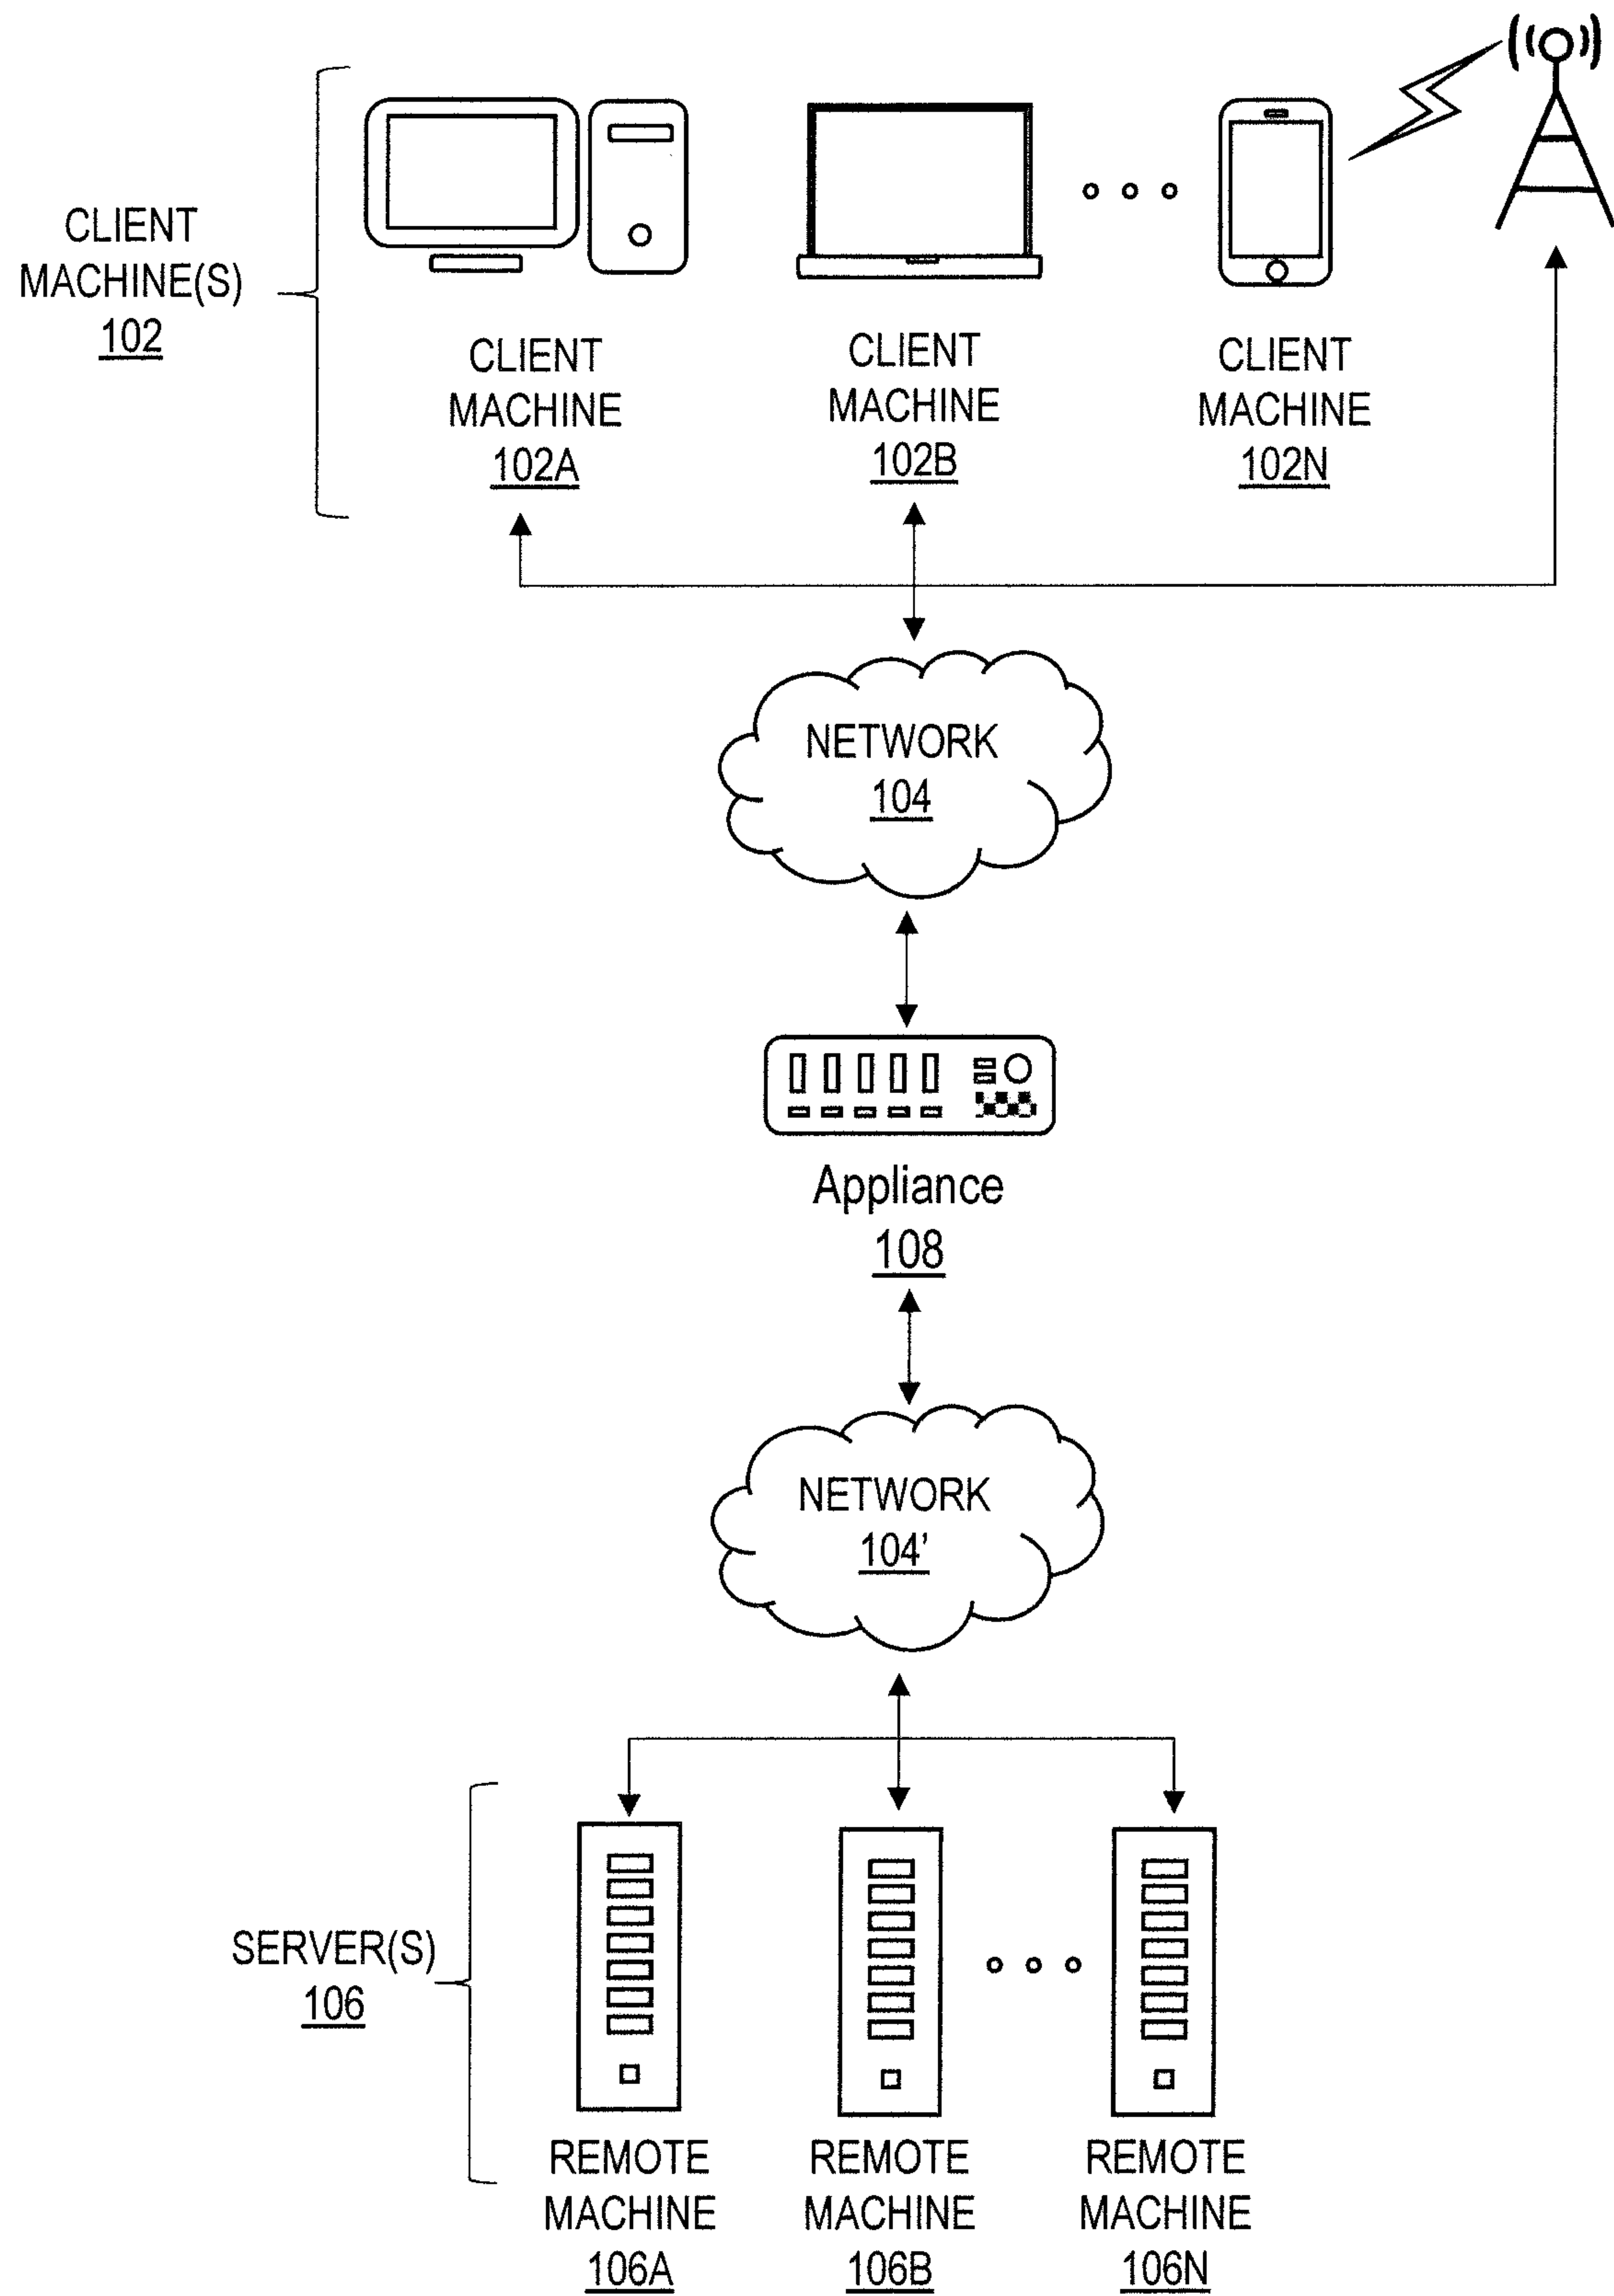 CLIENT
MACHINE(S)
102
CLIENT
MACHINE
102A
CLIENT
MACHINE
102B
CLIENT
MACHINE
102N
NETWORK
104
Appliance
108
NETWORK
104’
SERVER(S)
106
REMOTE
MACHINE
106A
REMOTE
MACHINE
106B
REMOTE
MACHINE
106N